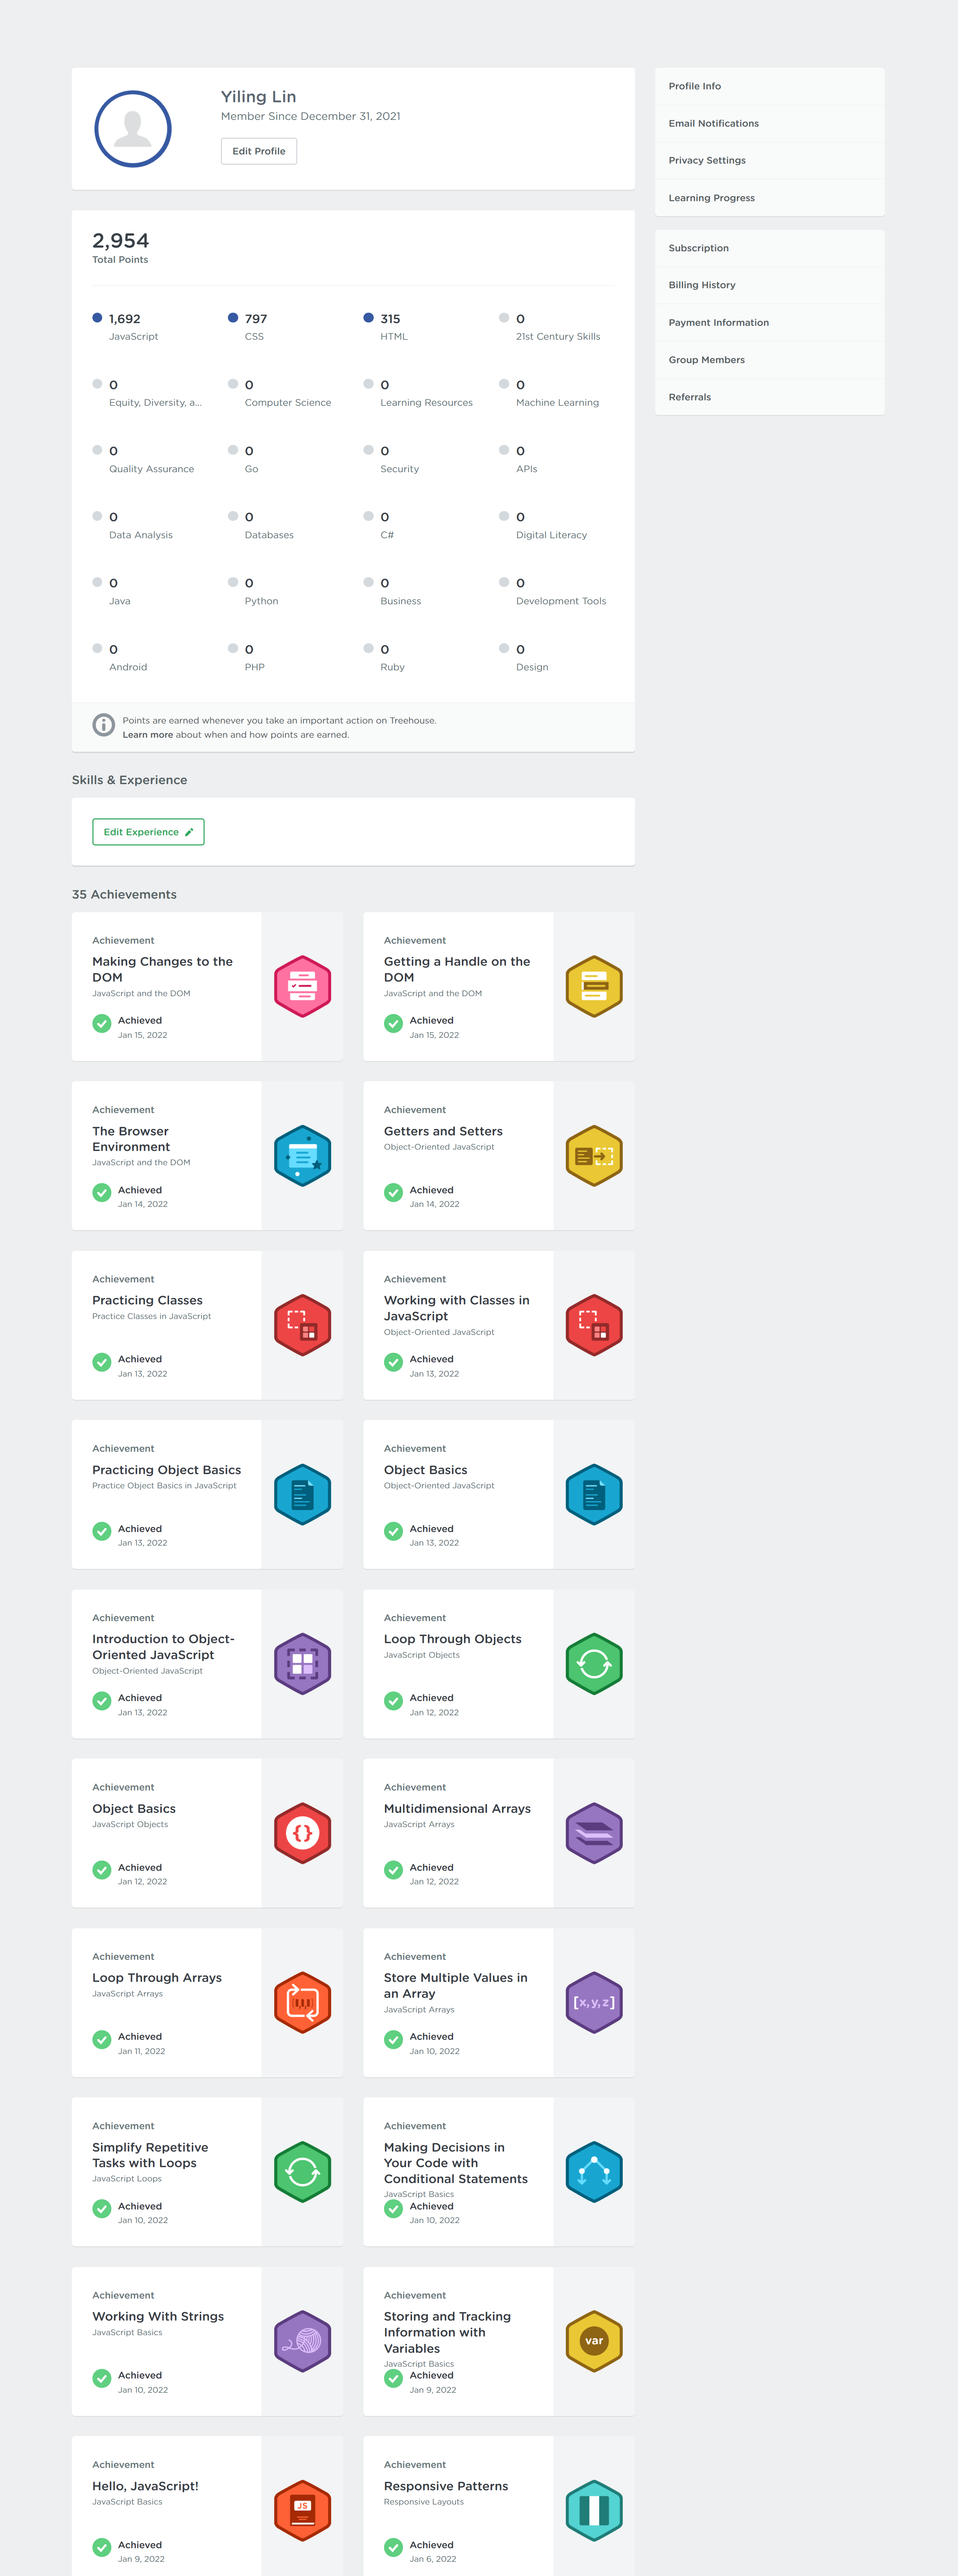 Yiling Lin
Member Since December 31, 2021
Edit Profile
Profile Info
Email Notifications
Privacy Settings
Learning Progress
Subscription
Billing History
Payment Information
Group Members
Referrals
2,954
Total Points
1,692
JavaScript
797
CSS
315
HTML
0
21st Century Skills
0
Equity, Diversity, a...
0
Computer Science
0
Learning Resources
0
Machine Learning
0
Quality Assurance
0
Go
0
Security
0
APIs
0
Data Analysis
0
Databases
0
C#
0
Digital Literacy
0
Java
0
Python
0
Business
0
Development Tools
0
Android
0
PHP
0
Ruby
0
Design
Points are earned whenever you take an important action on Treehouse.
Learn more about when and how points are earned.
Skills & Experience
Edit Experience
35 Achievements
Achievement
Making Changes to the
DOM
JavaScript and the DOM
Achieved
Jan 15, 2022
Achievement
Getting a Handle on the
DOM
JavaScript and the DOM
Achieved
Jan 15, 2022
Achievement
The Browser
Environment
JavaScript and the DOM
Achieved
Jan 14, 2022
Achievement
Getters and Setters
Object-Oriented JavaScript
Achieved
Jan 14, 2022
Achievement
Practicing Classes
Practice Classes in JavaScript
Achieved
Jan 13, 2022
Achievement
Working with Classes in
JavaScript
Object-Oriented JavaScript
Achieved
Jan 13, 2022
Achievement
Practicing Object Basics
Practice Object Basics in JavaScript
Achieved
Jan 13, 2022
Achievement
Object Basics
Object-Oriented JavaScript
Achieved
Jan 13, 2022
Achievement
Introduction to Object-
Oriented JavaScript
Object-Oriented JavaScript
Achieved
Jan 13, 2022
Achievement
Loop Through Objects
JavaScript Objects
Achieved
Jan 12, 2022
Achievement
Object Basics
JavaScript Objects
Achieved
Jan 12, 2022
{}
Achievement
Multidimensional Arrays
JavaScript Arrays
Achieved
Jan 12, 2022
Achievement
Loop Through Arrays
JavaScript Arrays
Achieved
Jan 11, 2022
Achievement
Store Multiple Values in
an Array
JavaScript Arrays
Achieved
Jan 10, 2022
[x,y,z]
Achievement
Simplify Repetitive
Tasks with Loops
JavaScript Loops
Achieved
Jan 10, 2022
Achievement
Making Decisions in
Your Code with
Conditional Statements
JavaScript Basics
Achieved
Jan 10, 2022
Achievement
Working With Strings
JavaScript Basics
Achieved
Jan 10, 2022
Achievement
Storing and Tracking
Information with
Variables
JavaScript Basics
Achieved
Jan 9, 2022
var
Achievement
Hello, JavaScript!
JavaScript Basics
Achieved
Jan 9, 2022
JS
Achievement
Responsive Patterns
Responsive Layouts
Achieved
Jan 6, 2022